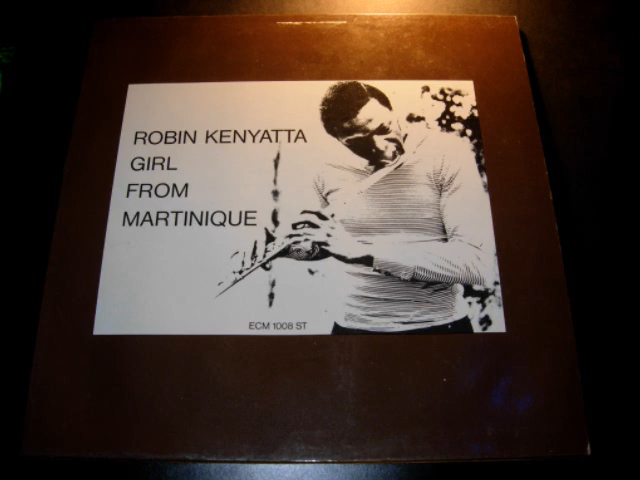 ROBIN KENYATTA
GIRL
FROM
MARTINIQUE
ECM 1008 ST